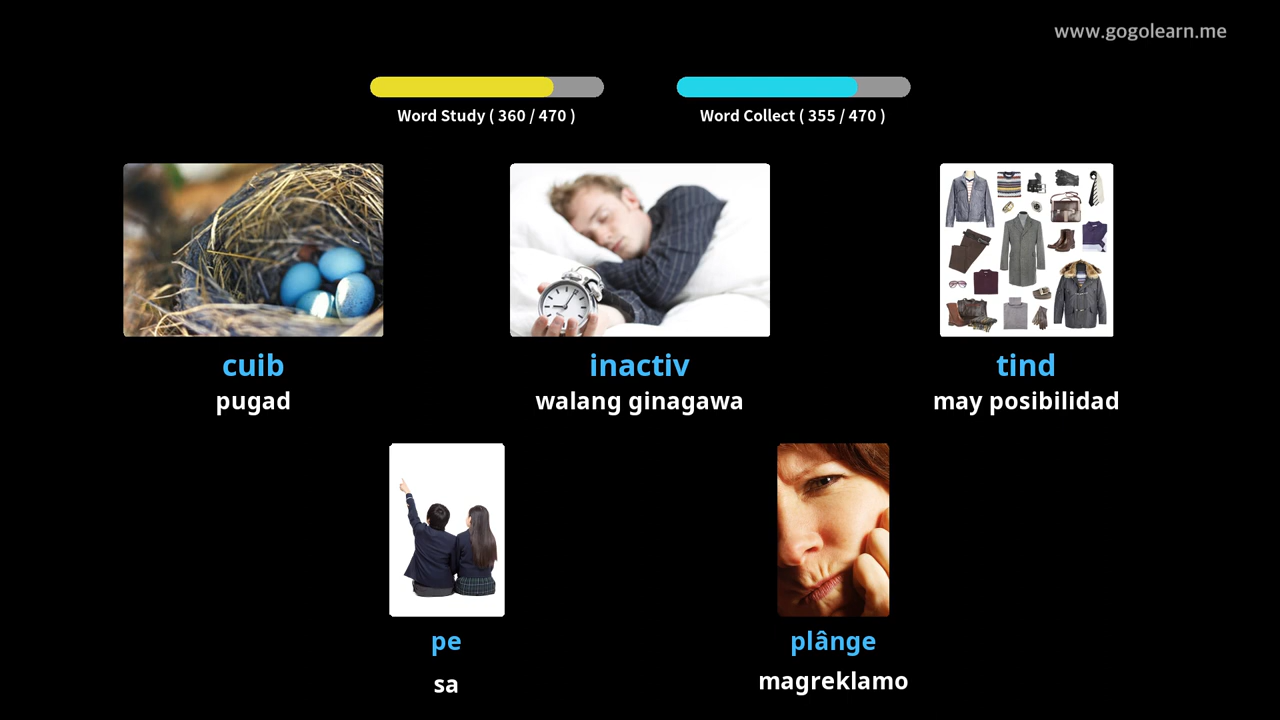 www.gogolearn.me
Word Study ( 360 / 470 )
Word Collect ( 355 / 470 )
cuib
pugad
inactiv
walang ginagawa
tind
may posibilidad
pe
sa
plânge
magreklamo